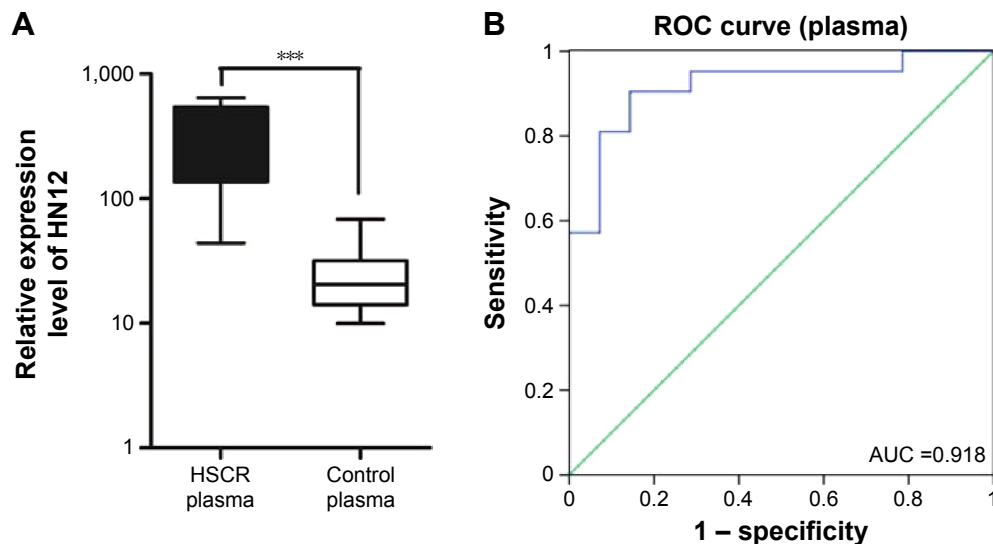 A
Relative expression
level of HN12
1,000
100
10
1
***
HSCR
plasma
Control
plasma
B
ROC curve (plasma)
Sensitivity
1
0.8
0.6
0.4
0.2
0
AUC =0.918
0
0.2
0.4
0.6
0.8
1
1 – specificity